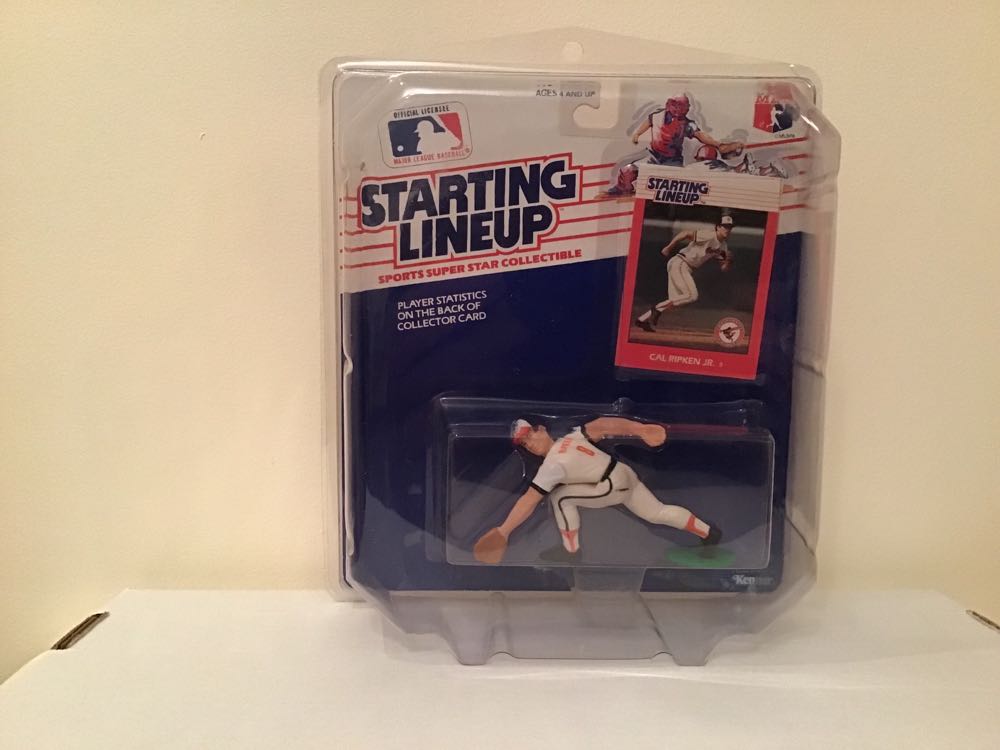 AGES 4 AND UP
OFFICIAL LICENSEE
MAJOR LEAGUE BASEBALL
STARTING
LINEUP
SPORTS SUPER STAR COLLECTIBLE
PLAYER STATISTICS
ON THE BACK OF
COLLECTOR CARD
STARTING
LINEUP
CAL RIPKEN JR.
8
Kenner